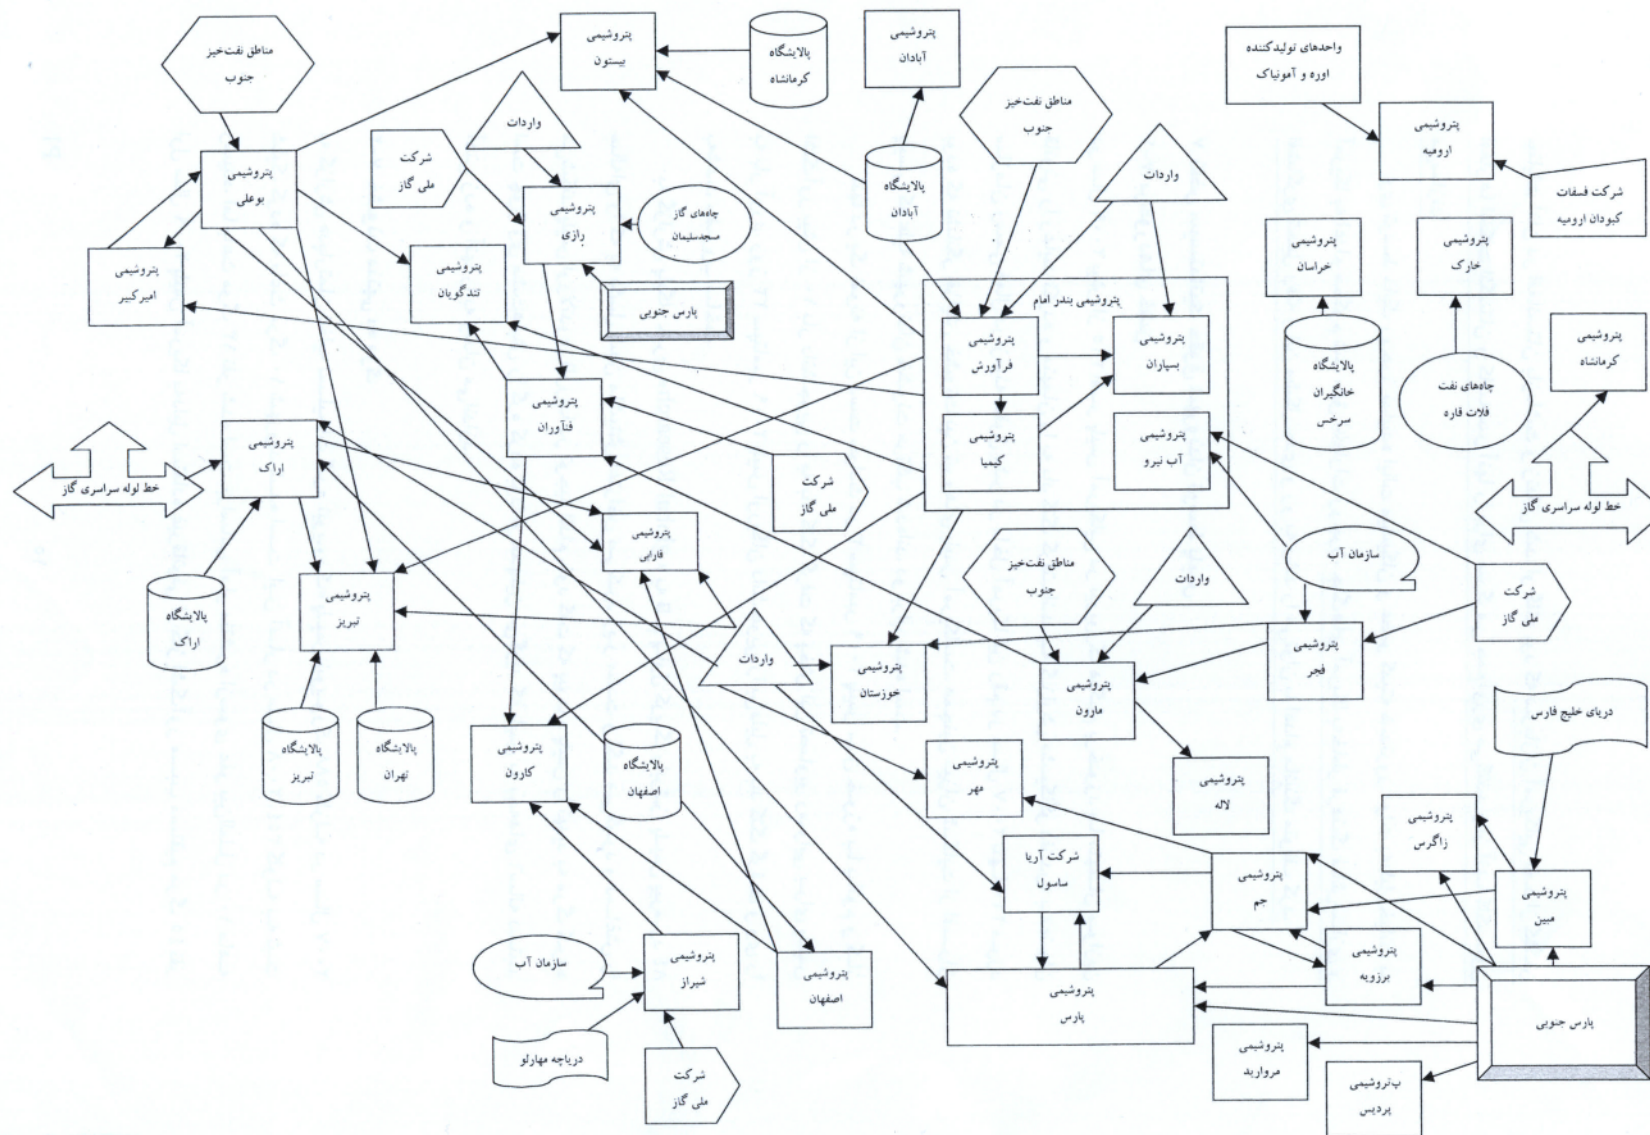 مناطق نفت‌خیز
جنوب
پتروشیمی
بیستون
پالایشگاه
کرمانشاه
پتروشیمی
آبادان
واحدهای تولیدکننده
اوره و آمونیاک
مناطق نفت‌خیز
جنوب
پتروشیمی
ارومیه
شرکت فسفات
کبودان ارومیه
واردات
شرکت
ملی گاز
پتروشیمی
بوعلی
پتروشیمی
رازی
چاه‌های گاز
مسجدسلیمان
پالایشگاه
آبادان
واردات
پتروشیمی
خراسان
پتروشیمی
خارک
پتروشیمی
امیرکبیر
پتروشیمی
تندگویان
پارس جنوبی
پتروشیمی بندر امام
پتروشیمی
فرآورش
پتروشیمی
بسپاران
پتروشیمی
کیمیا
پتروشیمی
آب نیرو
پالایشگاه
خانگیران
سرخس
چاه‌های نفت
فلات قاره
پتروشیمی
کرمانشاه
خط لوله سراسری گاز
پتروشیمی
اراک
پتروشیمی
فنآوران
شرکت
ملی گاز
خط لوله سراسری گاز
پتروشیمی
فارابی
مناطق نفت‌خیز
جنوب
واردات
سازمان آب
شرکت
ملی گاز
پالایشگاه
اراک
پتروشیمی
تبریز
واردات
پتروشیمی
خوزستان
پتروشیمی
مارون
پتروشیمی
فجر
دریای خلیج فارس
پالایشگاه
تبریز
پالایشگاه
تهران
پتروشیمی
کارون
پالایشگاه
اصفهان
پتروشیمی
مهر
پتروشیمی
لاله
پتروشیمی
زاگرس
شرکت آریا
ساسول
پتروشیمی
جم
پتروشیمی
مبین
سازمان آب
پتروشیمی
شیراز
پتروشیمی
اصفهان
پتروشیمی
پارس
پتروشیمی
برزویه
پارس جنوبی
دریاچه مهارلو
شرکت
ملی گاز
پتروشیمی
مروارید
پ‌تروشیمی
پردیس